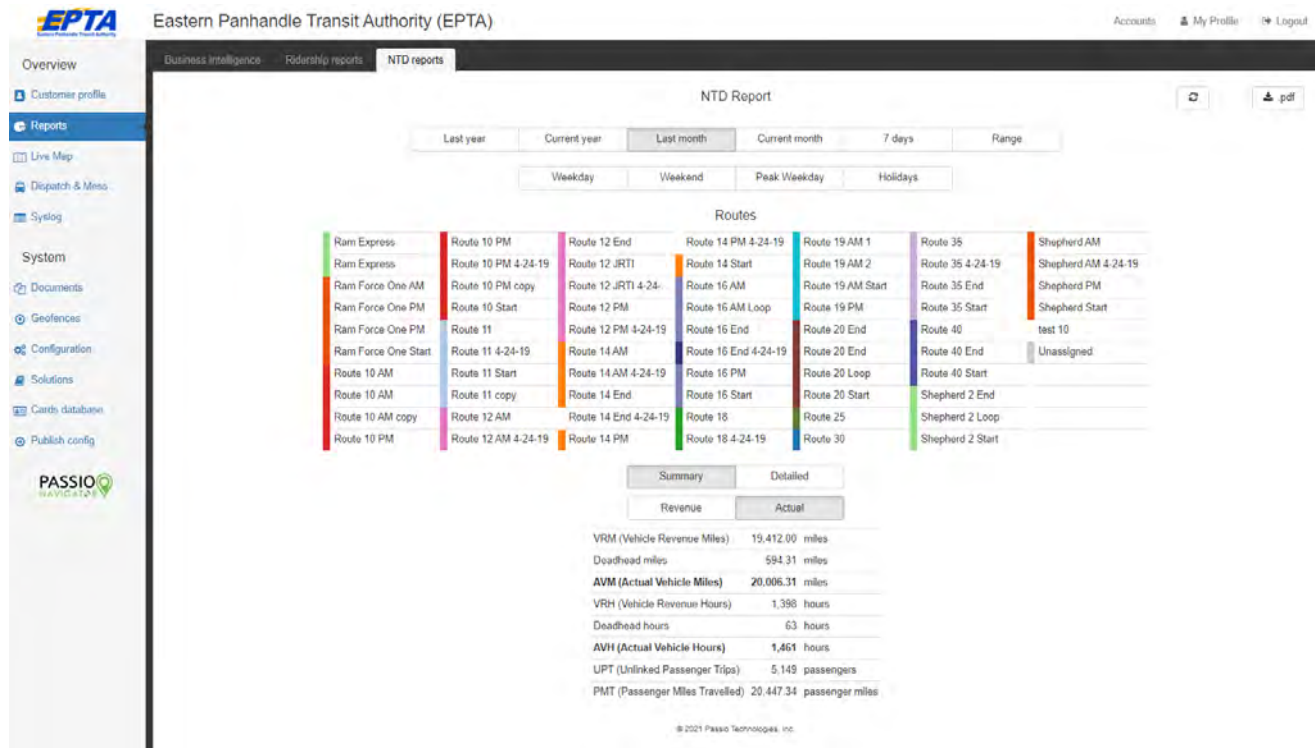 EPTA
Eastern Panhandle Transit Authority
Eastern Panhandle Transit Authority (EPTA)
Accounts My Profile Logout
Overview
Customer profile
Reports
Live Map
Dispatch & Mess...
Syslog
System
Documents
Geofences
Configuration
Solutions
Cards database
Publish config
PASSIO
NAVIGATOR
Business Intelligence Ridership reports NTD reports
NTD Report
.pdf
Last year Current year Last month Current month 7 days Range
Weekday Weekend Peak Weekday Holidays
Routes
Ram Express Route 10 PM Route 12 End Route 14 PM 4-24-19 Route 19 AM 1 Route 35 Shepherd AM
Ram Express Route 10 PM 4-24-19 Route 12 JRTI Route 14 Start Route 19 AM 2 Route 35 4-24-19 Shepherd AM 4-24-19
Ram Force One AM Route 10 PM copy Route 12 JRTI 4-24- Route 16 AM Route 19 AM Start Route 35 End Shepherd PM
Ram Force One PM Route 10 Start Route 12 PM Route 16 AM Loop Route 19 PM Route 35 Start Shepherd Start
Ram Force One PM Route 11 Route 12 PM 4-24-19 Route 16 End Route 20 End Route 40 test 10
Ram Force One Start Route 11 4-24-19 Route 14 AM Route 16 End 4-24-19 Route 20 End Route 40 End Unassigned
Route 10 AM Route 11 Start Route 14 AM 4-24-19 Route 16 PM Route 20 Loop Route 40 Start
Route 10 AM Route 11 copy Route 14 End Route 16 Start Route 20 Start Shepherd 2 End
Route 10 AM copy Route 12 AM Route 14 End 4-24-19 Route 18 Route 25 Shepherd 2 Loop
Route 10 PM Route 12 AM 4-24-19 Route 14 PM Route 18 4-24-19 Route 30 Shepherd 2 Start
Summary Detailed
Revenue Actual
VRM (Vehicle Revenue Miles) 19,412.00 miles
Deadhead miles 594.31 miles
AVM (Actual Vehicle Miles) 20,006.31 miles
VRH (Vehicle Revenue Hours) 1,398 hours
Deadhead hours 63 hours
AVH (Actual Vehicle Hours) 1,461 hours
UPT (Unlinked Passenger Trips) 5,149 passengers
PMT (Passenger Miles Travelled) 20,447.34 passenger miles
© 2021 Passio Technologies, inc.